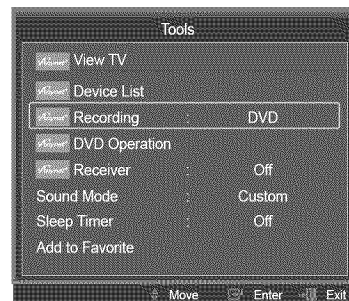 Tools
View TV
Device List
Recording : DVD
DVD Operation
Receiver : Off
Sound Mode : Custom
Sleep Timer : Off
Add to Favorite
Move Enter Exit